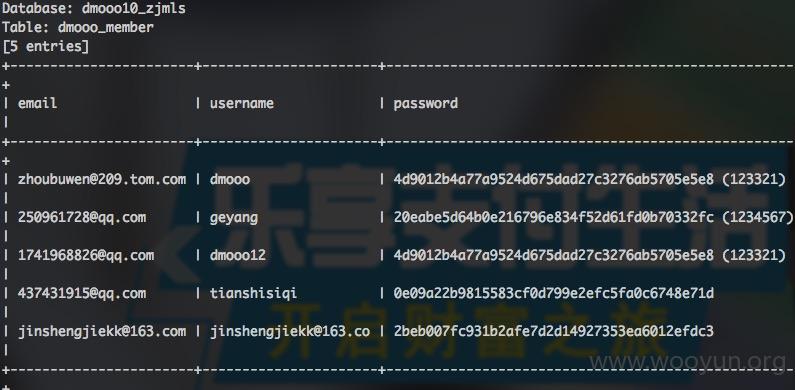 Database: dmooo10_zjmls
Table: dmooo_member
[5 entries]
+-----------------------+----------------------+--------------------------------------------------
+
| email | username | password
|
+-----------------------+----------------------+--------------------------------------------------
+
| zhoubuwen@209.tom.com | dmooo | 4d9012b4a77a9524d675dad27c3276ab5705e5e8 (123321)
|
| 250961728@qq.com | geyang | 20eabe5d64b0e216796e834f52d61fd0b70332fc (1234567)
|
| 1741968826@qq.com | dmooo12 | 4d9012b4a77a9524d675dad27c3276ab5705e5e8 (123321)
|
| 437431915@qq.com | tianshisiqi | 0e09a22b9815583cf0d799e2efc5fa0c6748e71d
|
| jinshengjiekk@163.com | jinshengjiekk@163.co | 2beb007fc931b2afe7d2d14927353ea6012efdc3
|
+-----------------------+----------------------+--------------------------------------------------
+
乐享支付生活
开启财富之旅
www.wooyun.org